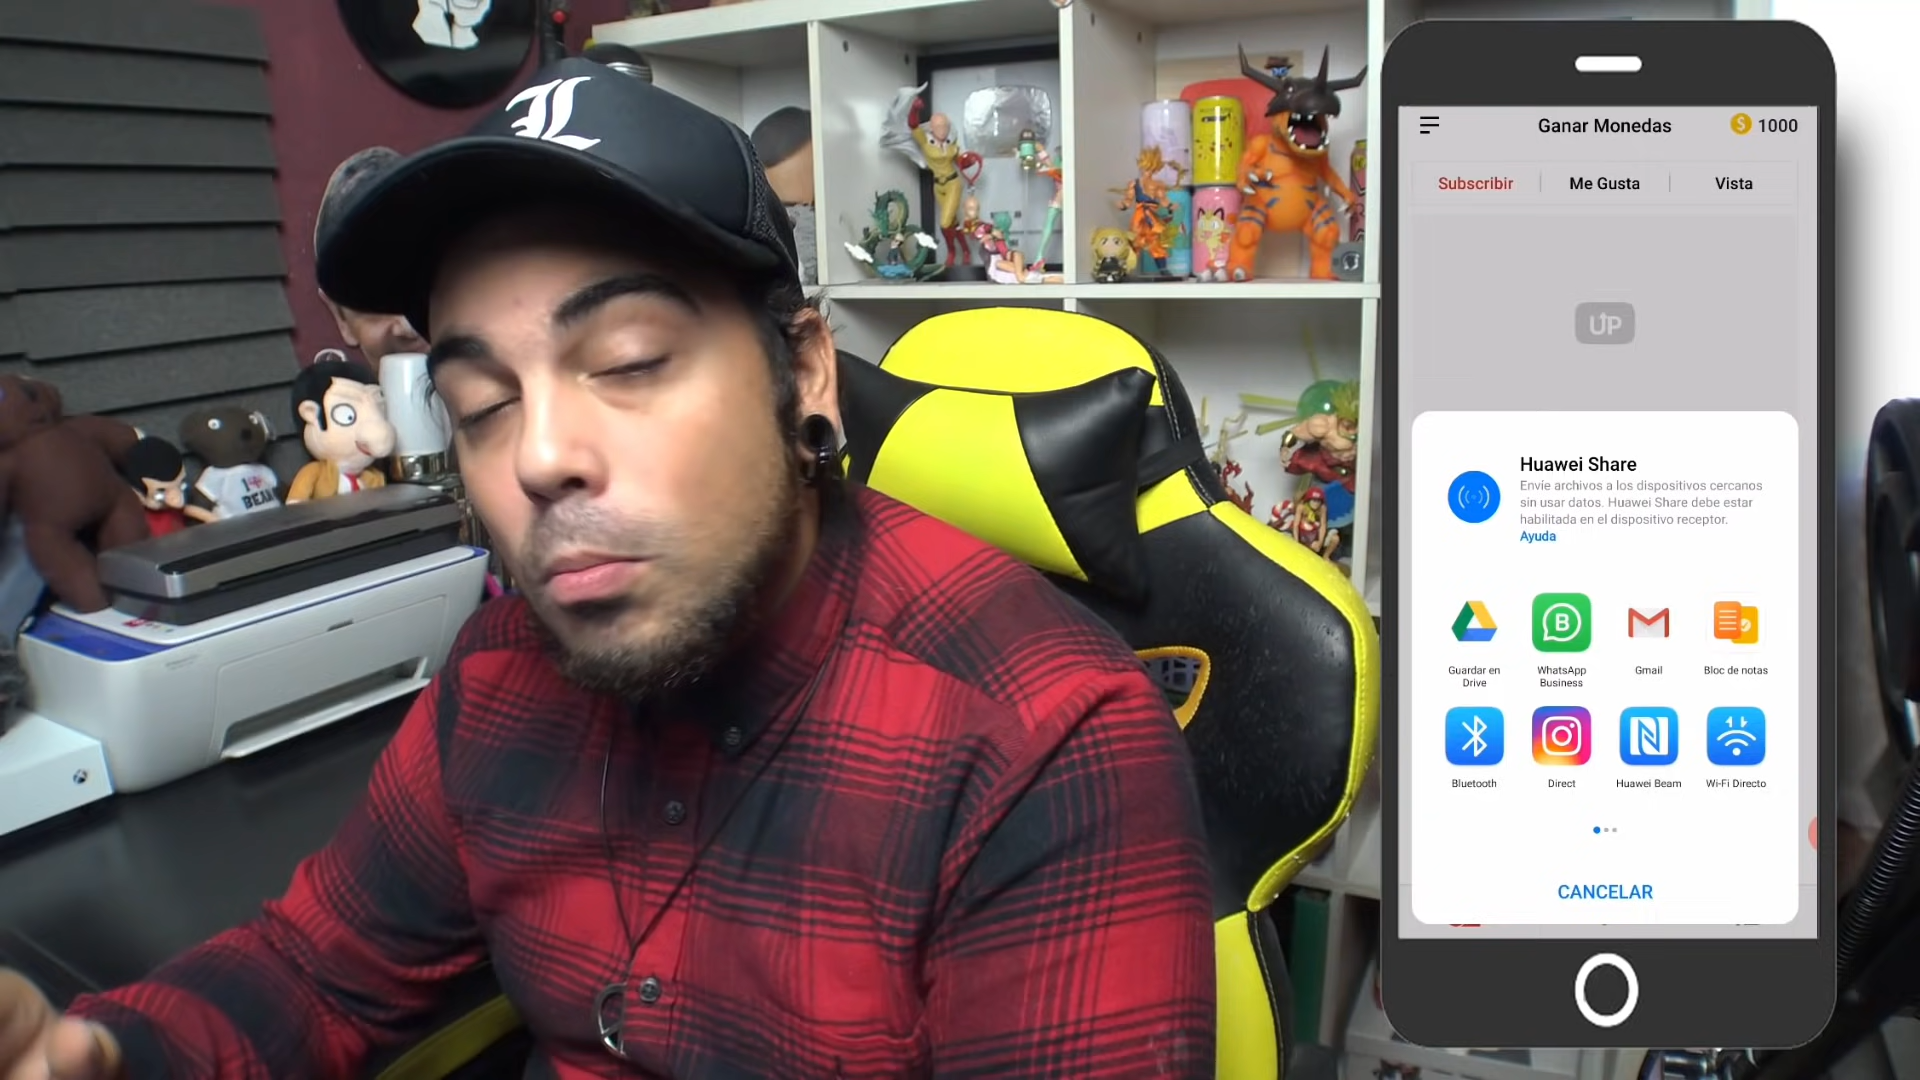 L
I
BEAN
Ganar Monedas
$ 1000
Subscribir
Me Gusta
Vista
UP
Huawei Share
Envíe archivos a los dispositivos cercanos
sin usar datos. Huawei Share debe estar
habilitada en el dispositivo receptor.
Ayuda
B
N
Guardar en
Drive
WhatsApp
Business
Gmail
Bloc de notas
Bluetooth
Direct
Huawei Beam
Wi-Fi Directo
CANCELAR